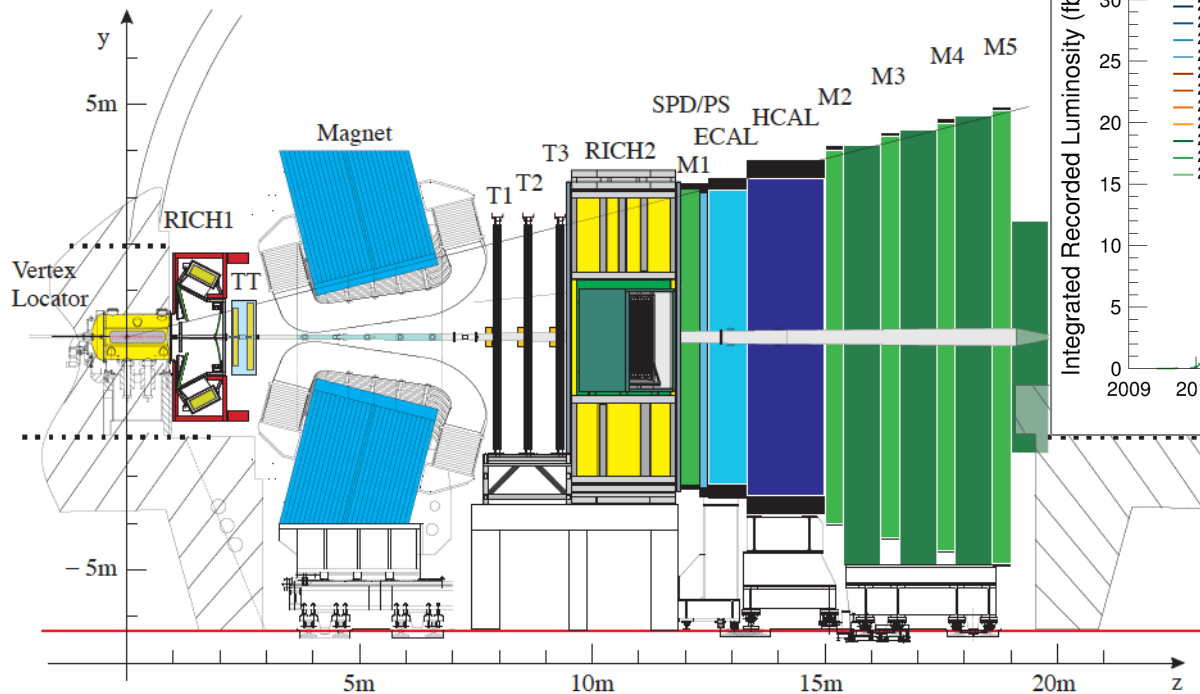 y
5m
Magnet
SPD/PS
ECAL
HCAL
M2
M3
M4
M5
T3
RICH2
M1
T1
T2
RICH1
TT
Vertex
Locator
− 5m
5m
10m
15m
20m
z
Integrated Recorded Luminosity (fb
30
25
20
15
10
5
0
2009
20